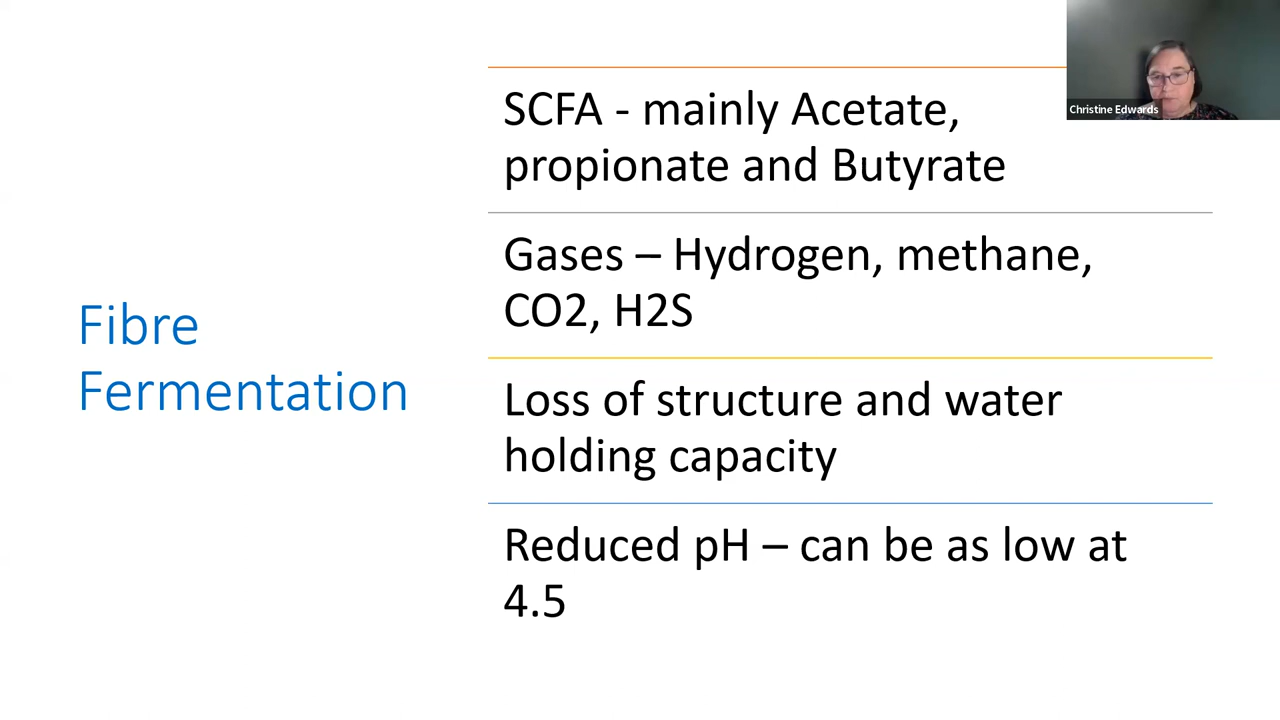 Fibre
Fermentation
SCFA - mainly Acetate,
propionate and Butyrate
Gases – Hydrogen, methane,
CO2, H2S
Loss of structure and water
holding capacity
Reduced pH – can be as low at
4.5
Christine Edwards